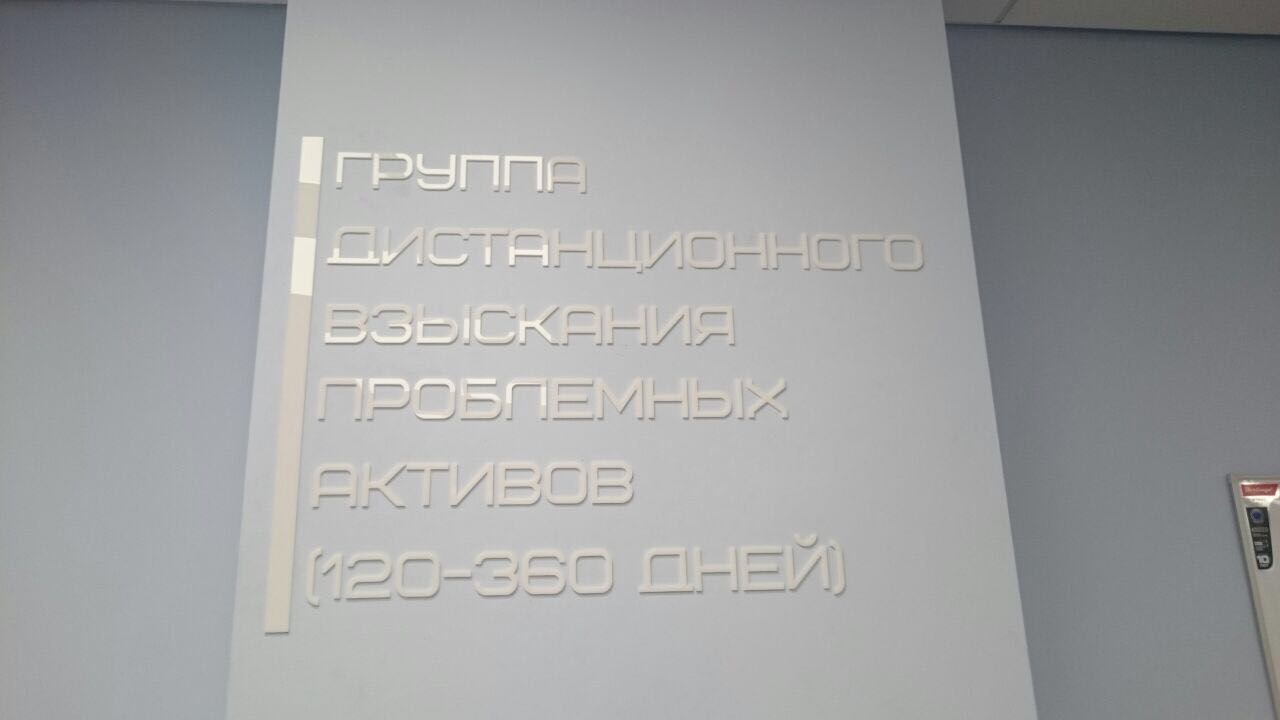 ГРУППА
ДИСТАНЦИОННОГО
ВЗЫСКАНИЯ
ПРОБЛЕМНЫХ
АКТИВОВ
(120-360 ДНЕЙ)